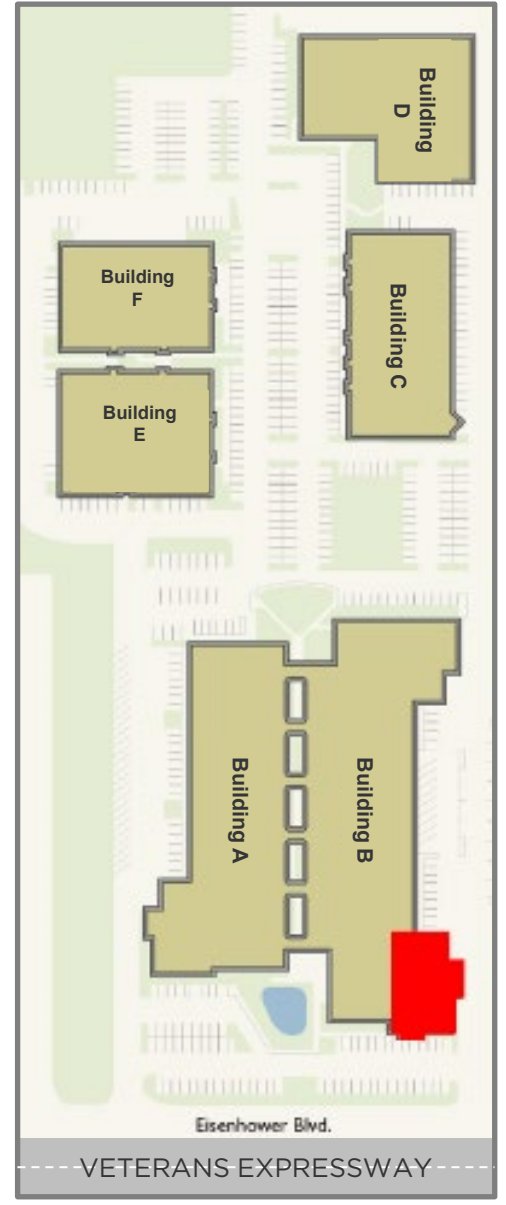 Building
D
Building
F
Building C
Building
E
Building A
Building B
Eisenhower Blvd.
VETERANS EXPRESSWAY